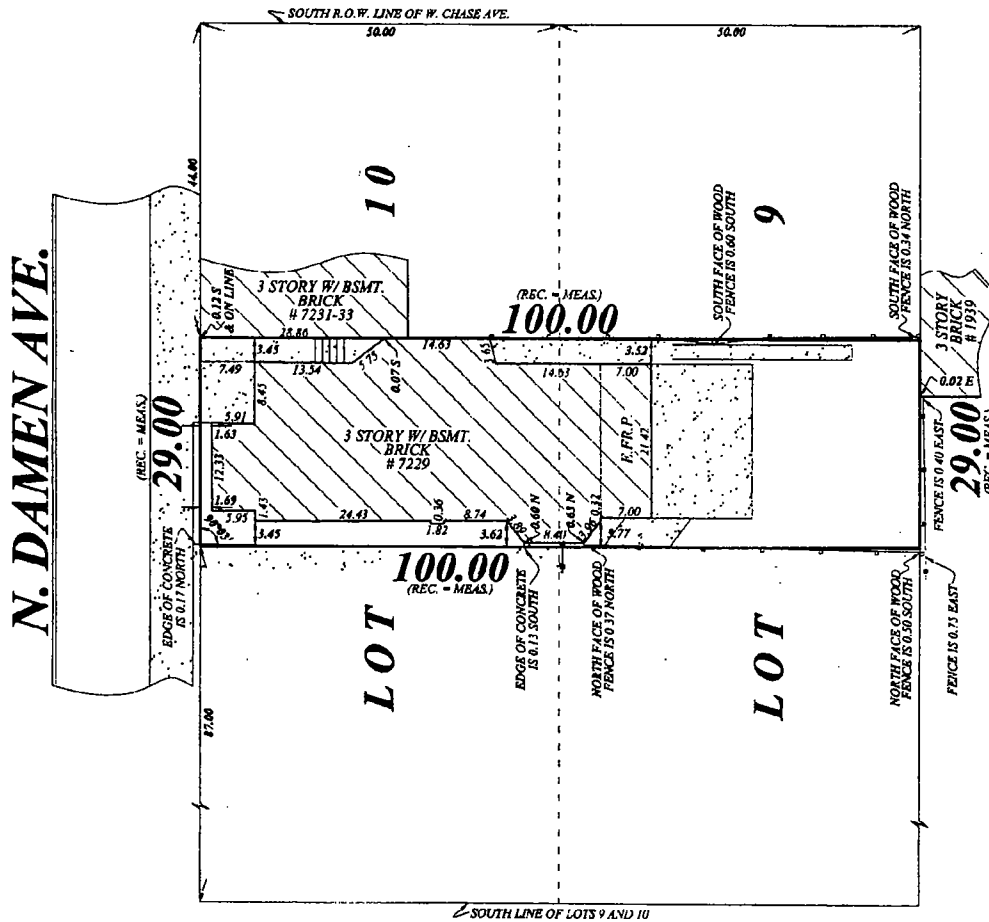 SOUTH R.O.W. LINE OF W. CHASE AVE.
50.00
50.00
44.00
N. DAMEN AVE.
10
9
3 STORY W/ BSMT.
BRICK
# 7231-33
0.12 S
& ON LINE
(REC. = MEAS.)
100.00
SOUTH FACE OF WOOD
FENCE IS 0.60 SOUTH
SOUTH FACE OF WOOD
FENCE IS 0.34 NORTH
3 STORY
BRICK
# 1939
0.02 E
18.86
3.45
7.49
13.54
5.75
0.07 S
14.63
14.63
3.52
7.00
8.45
5.91
1.63
12.33
(REC. = MEAS.)
29.00
3 STORY W/ BSMT.
BRICK
# 7229
E.FR.P.
21.42
FENCE IS 0.40 EAST
29.00
(REC. = MEAS.)
1.69
5.95
1.43
3.45
24.43
0.36
1.82
8.74
3.62
0.60 N
8.41
0.63 N
0.32
7.00
EDGE OF CONCRETE
IS 0.17 NORTH
100.00
(REC. = MEAS.)
EDGE OF CONCRETE
IS 0.13 SOUTH
NORTH FACE OF WOOD
FENCE IS 0.37 NORTH
NORTH FACE OF WOOD
FENCE IS 0.50 SOUTH
FENCE IS 0.75 EAST
LOT
LOT
87.00
SOUTH LINE OF LOTS 9 AND 10